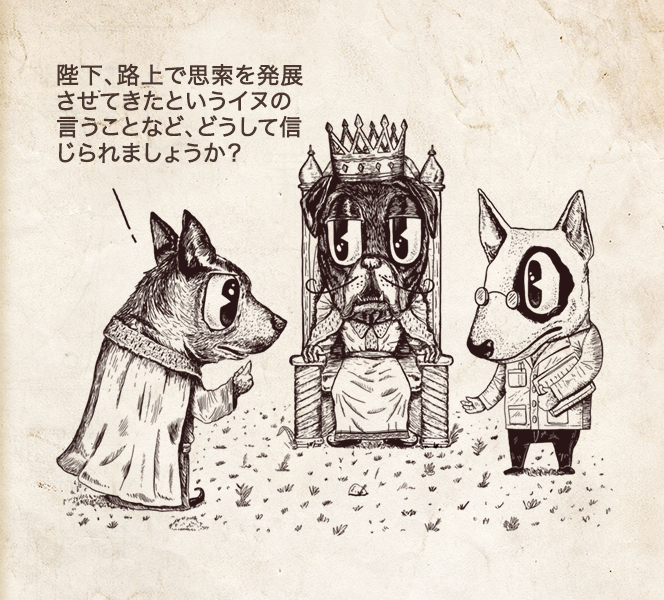 陛下、路上で思索を発展
させてきたというイヌの
言うことなど、どうして信
じられましょうか？